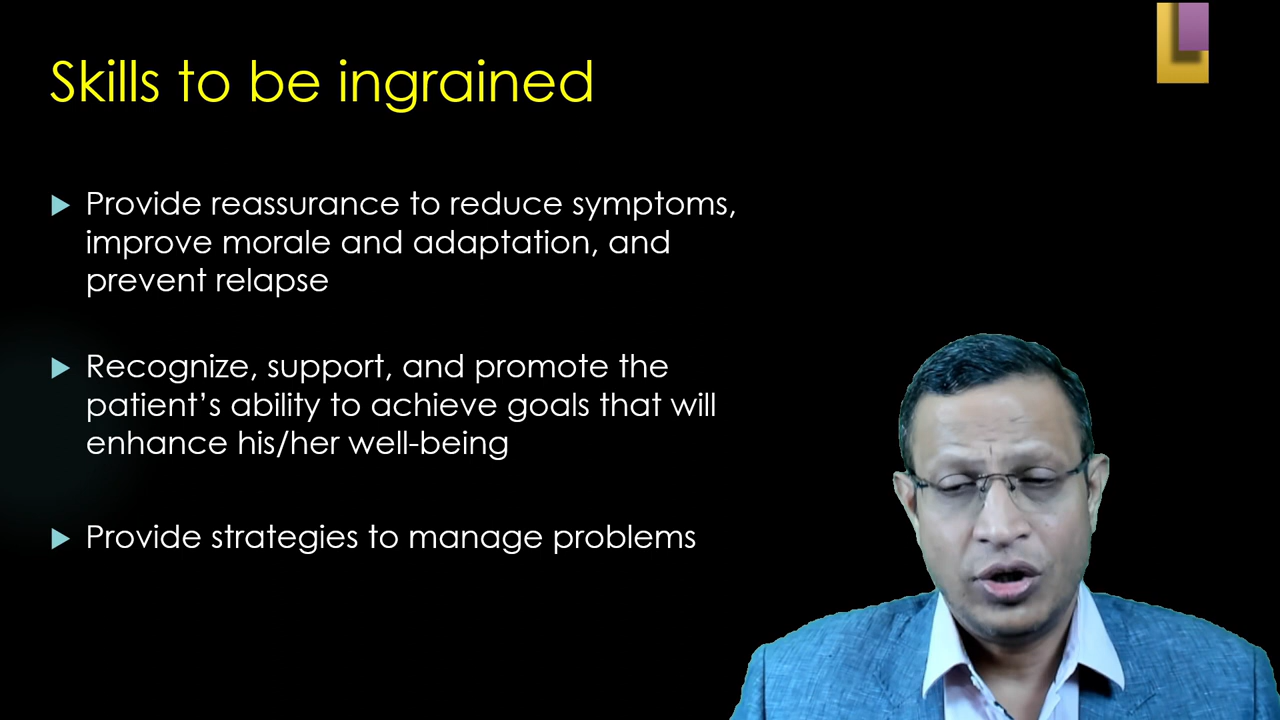 Skills to be ingrained
Provide reassurance to reduce symptoms,
improve morale and adaptation, and
prevent relapse
Recognize, support, and promote the
patient’s ability to achieve goals that will
enhance his/her well-being
Provide strategies to manage problems